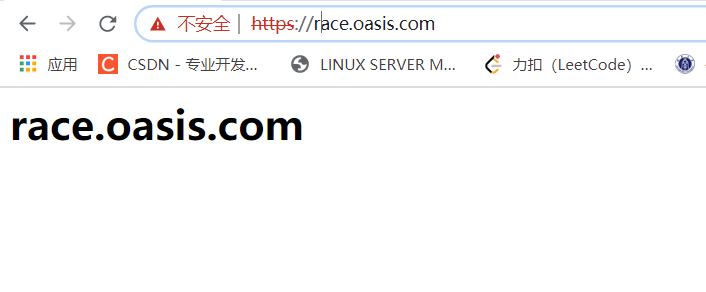 不安全 https://race.oasis.com
应用 CSDN - 专业开发... LINUX SERVER M... 力扣（LeetCode）...
race.oasis.com